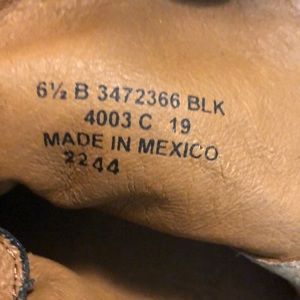 6½ B 3472366 BLK
4003 C 19
MADE IN MEXICO
2244